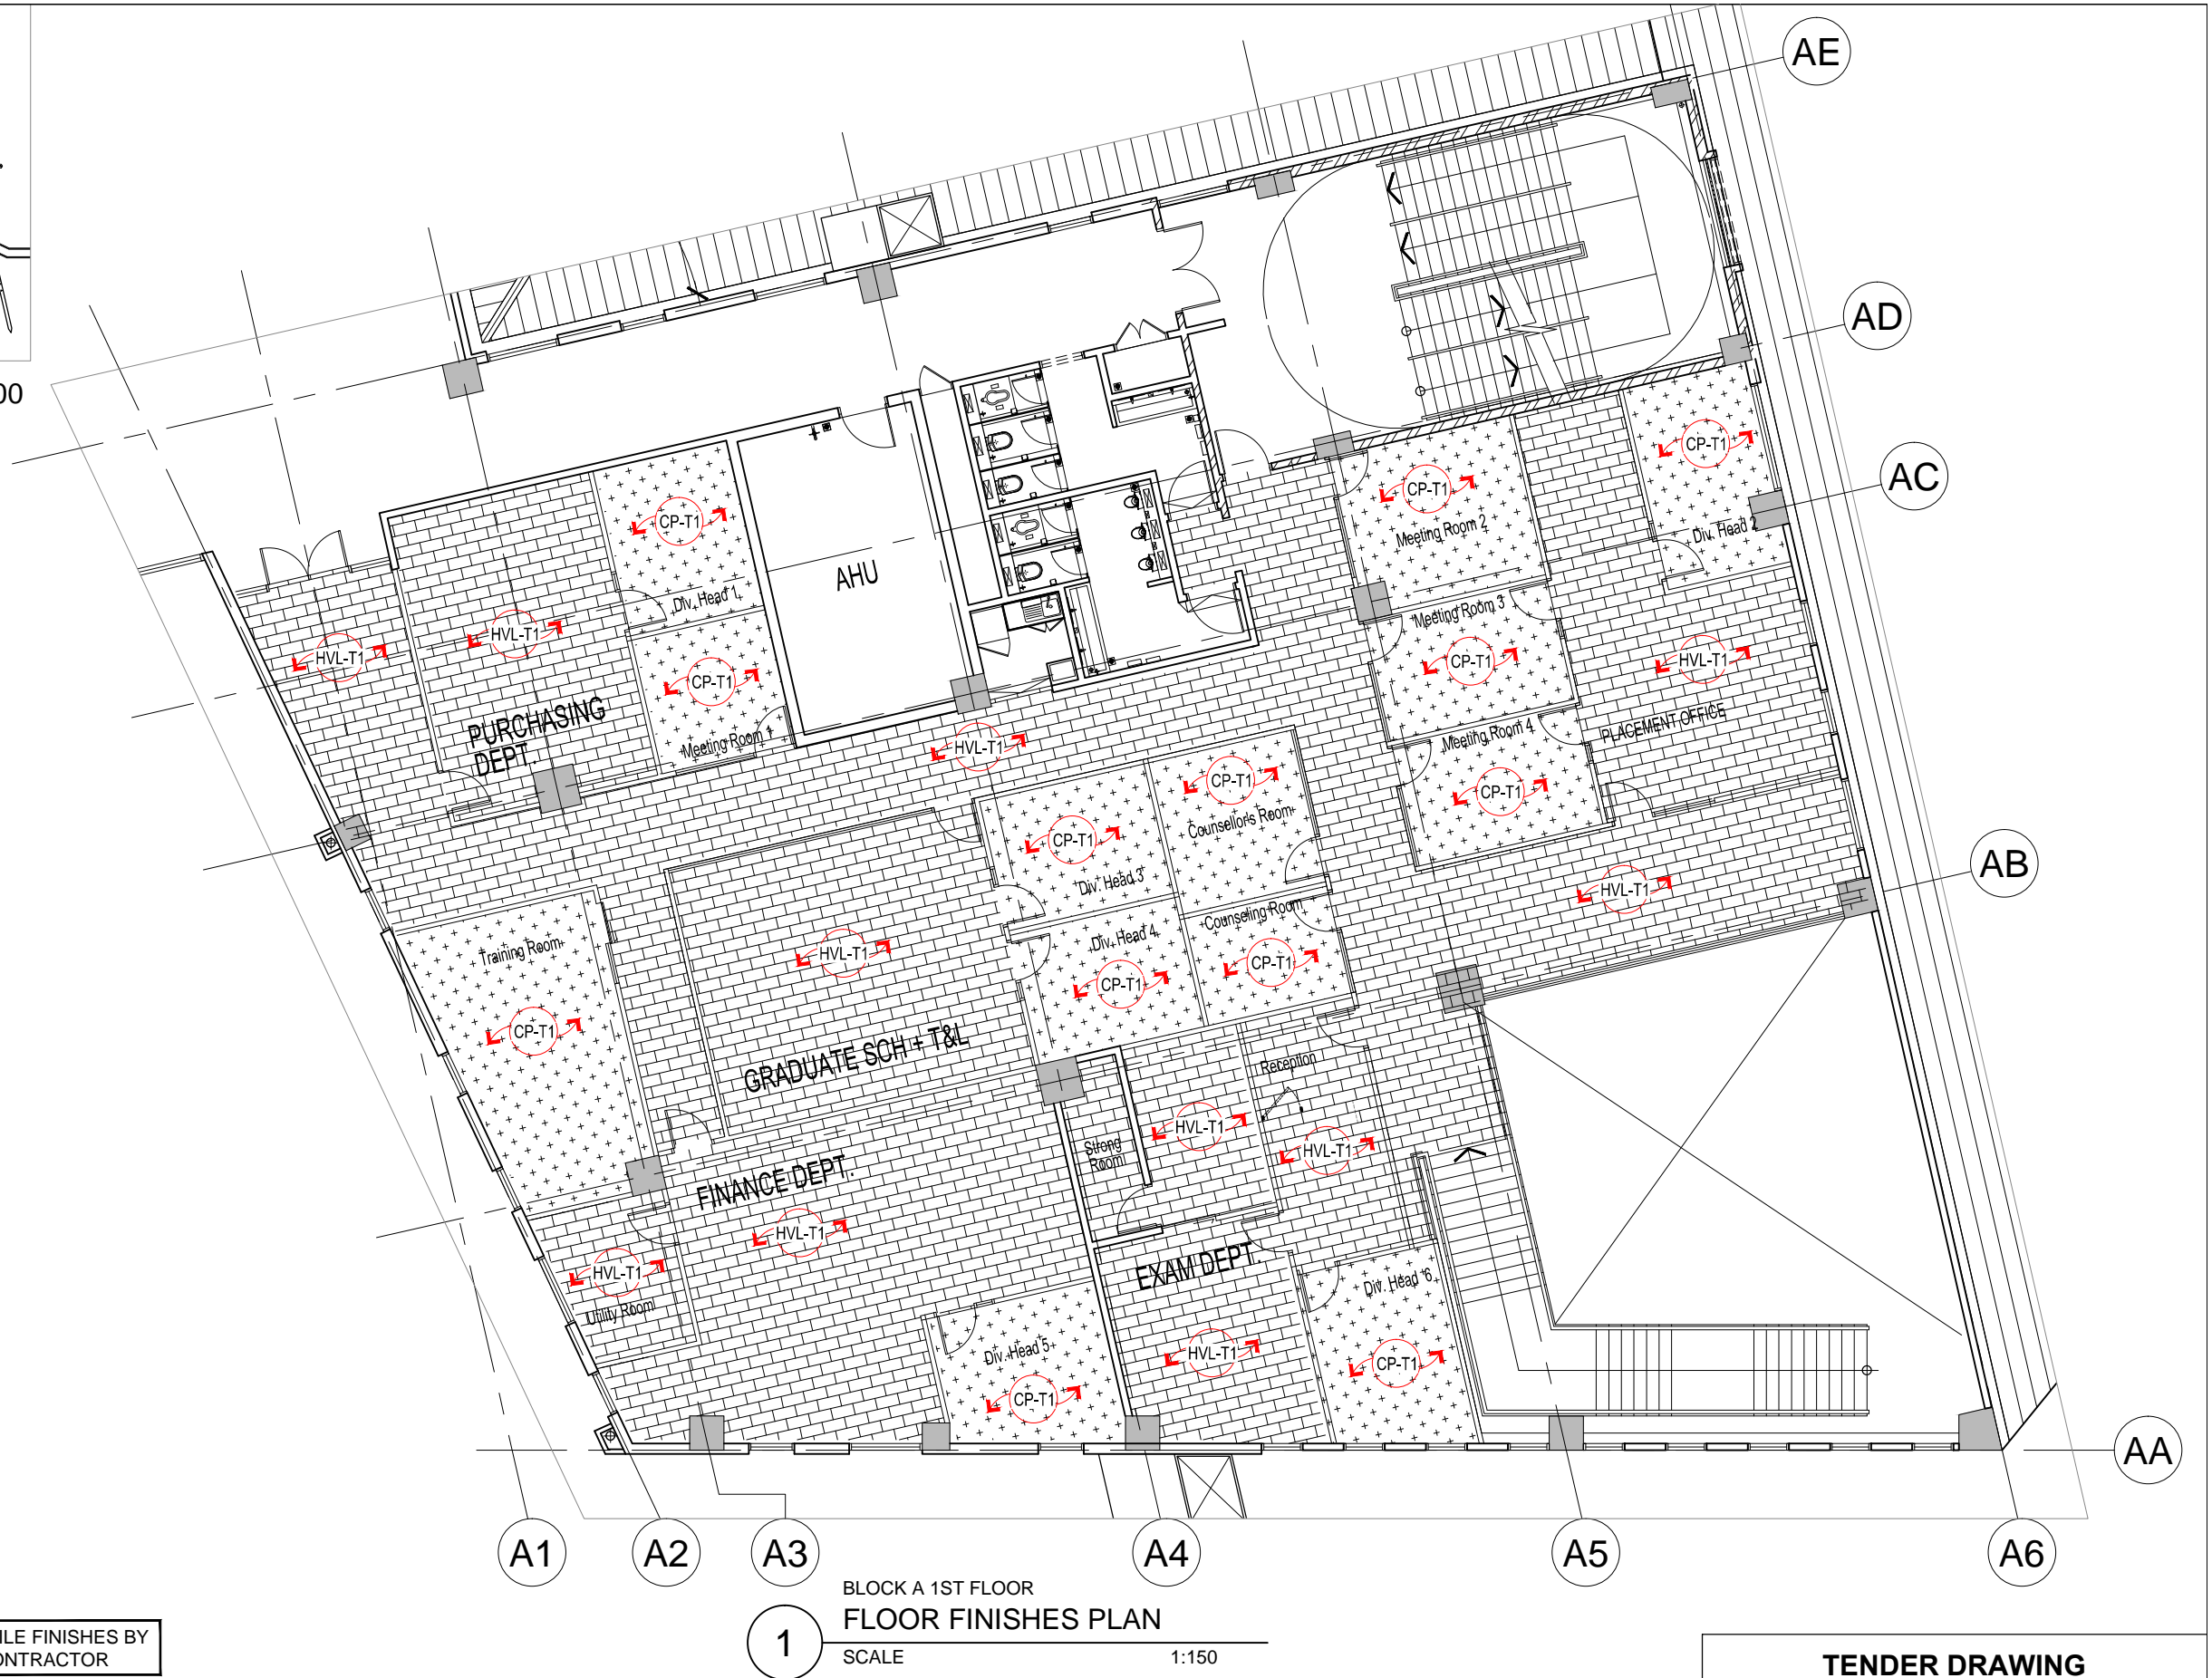 AE
AD
AC
AB
AA
00
CP-T1
Div. Head 2
CP-T1
Meeting Room 2
CP-T1
Div. Head 1
AHU
HVL-T1
HVL-T1
CP-T1
Meeting Room 1
PURCHASING
DEPT.
Meeting Room 3
CP-T1
HVL-T1
PLACEMENT OFFICE
Meeting Room 4
CP-T1
HVL-T1
CP-T1
Counsellor's Room
CP-T1
Div. Head 3
HVL-T1
Training Room
CP-T1
HVL-T1
GRADUATE SCH + T&L
Div. Head 4
CP-T1
Counseling Room
CP-T1
Reception
HVL-T1
HVL-T1
Strong
Room
FINANCE DEPT.
HVL-T1
HVL-T1
Utility Room
EXAM DEPT.
HVL-T1
Div. Head 6
CP-T1
Div. Head 5
CP-T1
A1
A2
A3
A4
A5
A6
BLOCK A 1ST FLOOR
1
FLOOR FINISHES PLAN
SCALE 1:150
FINISHES BY
TENDER DRAWING